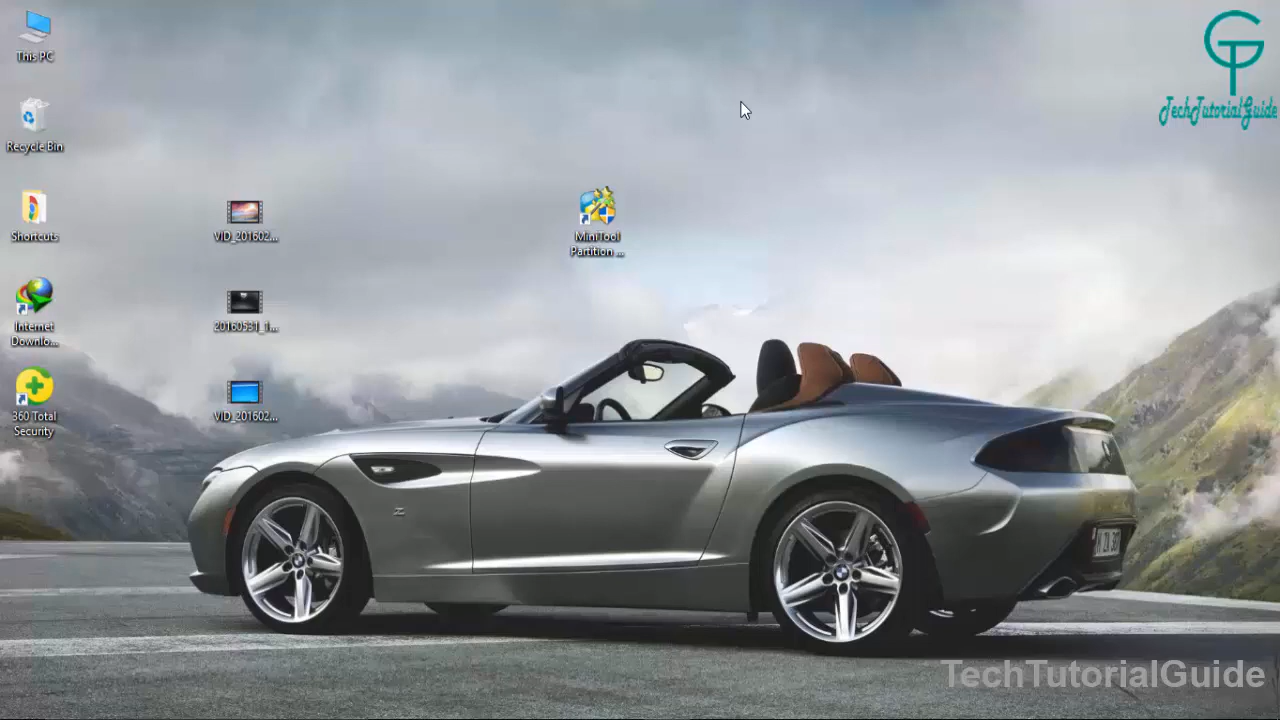 This PC
Recycle Bin
Shortcuts
Internet
Downlo...
360 Total
Security
VID_201602...
20160531_1...
VID_201602...
MiniTool
Partition ...
TechTutorialGuide
Z
TechTutorialGuide